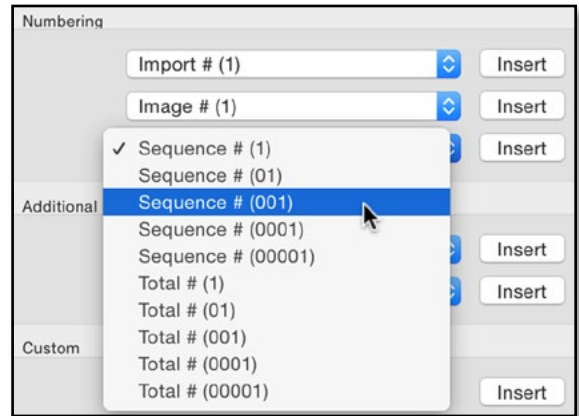 Numbering
Import # (1) Insert
Image # (1) Insert
✓ Sequence # (1) Insert
Sequence # (01)
Additional Sequence # (001)
Sequence # (0001)
Sequence # (00001) Insert
Total # (1) Insert
Total # (01)
Total # (001)
Custom
Total # (0001)
Total # (00001) Insert